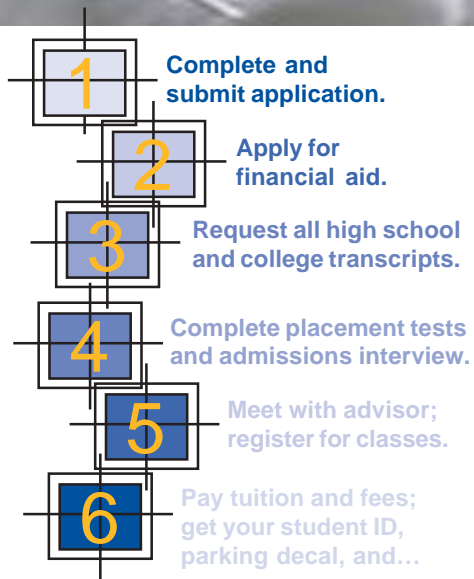 1
Complete and
submit application.
2
Apply for
financial aid.
3
Request all high school
and college transcripts.
4
Complete placement tests
and admissions interview.
5
Meet with advisor;
register for classes.
6
Pay tuition and fees;
get your student ID,
parking decal, and…